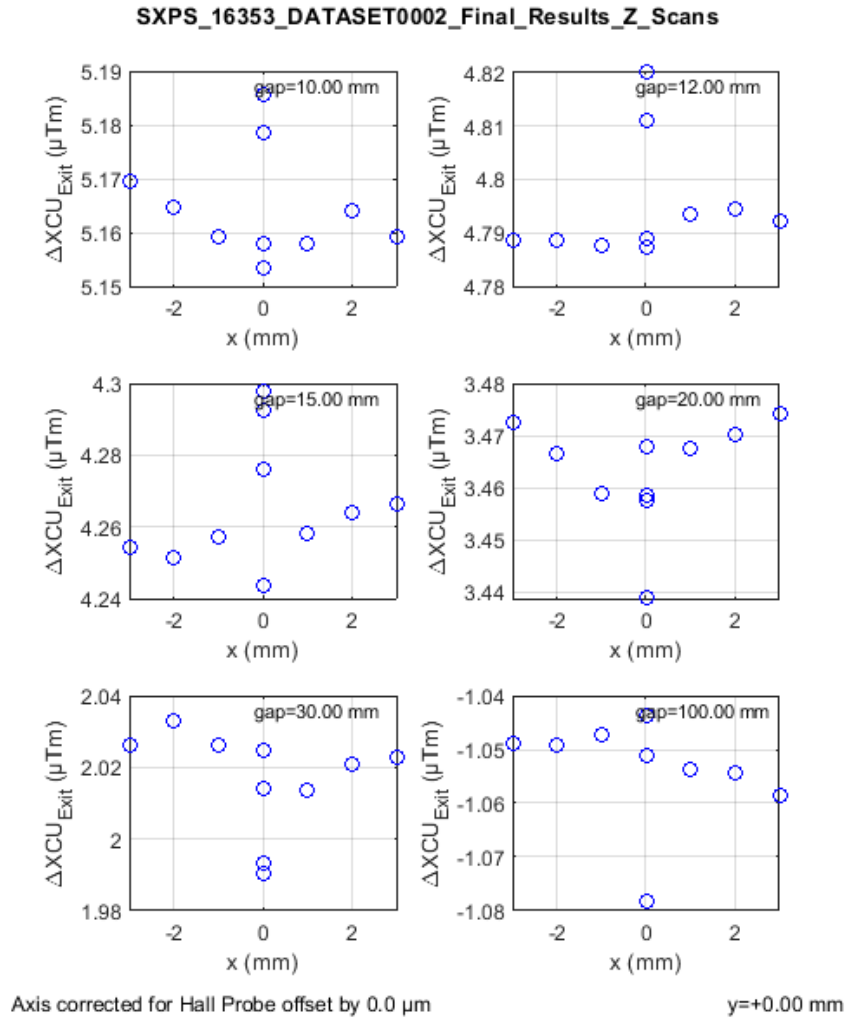 SXPS_16353_DATASET0002_Final_Results_Z_Scans
5.19
5.18
5.17
5.16
5.15
ΔXCU_Exit (µTm)
gap=10.00 mm
-2 0 2
x (mm)
4.82
4.81
4.8
4.79
4.78
ΔXCU_Exit (µTm)
gap=12.00 mm
-2 0 2
x (mm)
4.3
4.28
4.26
4.24
ΔXCU_Exit (µTm)
gap=15.00 mm
-2 0 2
x (mm)
3.48
3.47
3.46
3.45
3.44
ΔXCU_Exit (µTm)
gap=20.00 mm
-2 0 2
x (mm)
2.04
2.02
2
1.98
ΔXCU_Exit (µTm)
gap=30.00 mm
-2 0 2
x (mm)
-1.04
-1.05
-1.06
-1.07
-1.08
ΔXCU_Exit (µTm)
gap=100.00 mm
-2 0 2
x (mm)
Axis corrected for Hall Probe offset by 0.0 µm
y=+0.00 mm